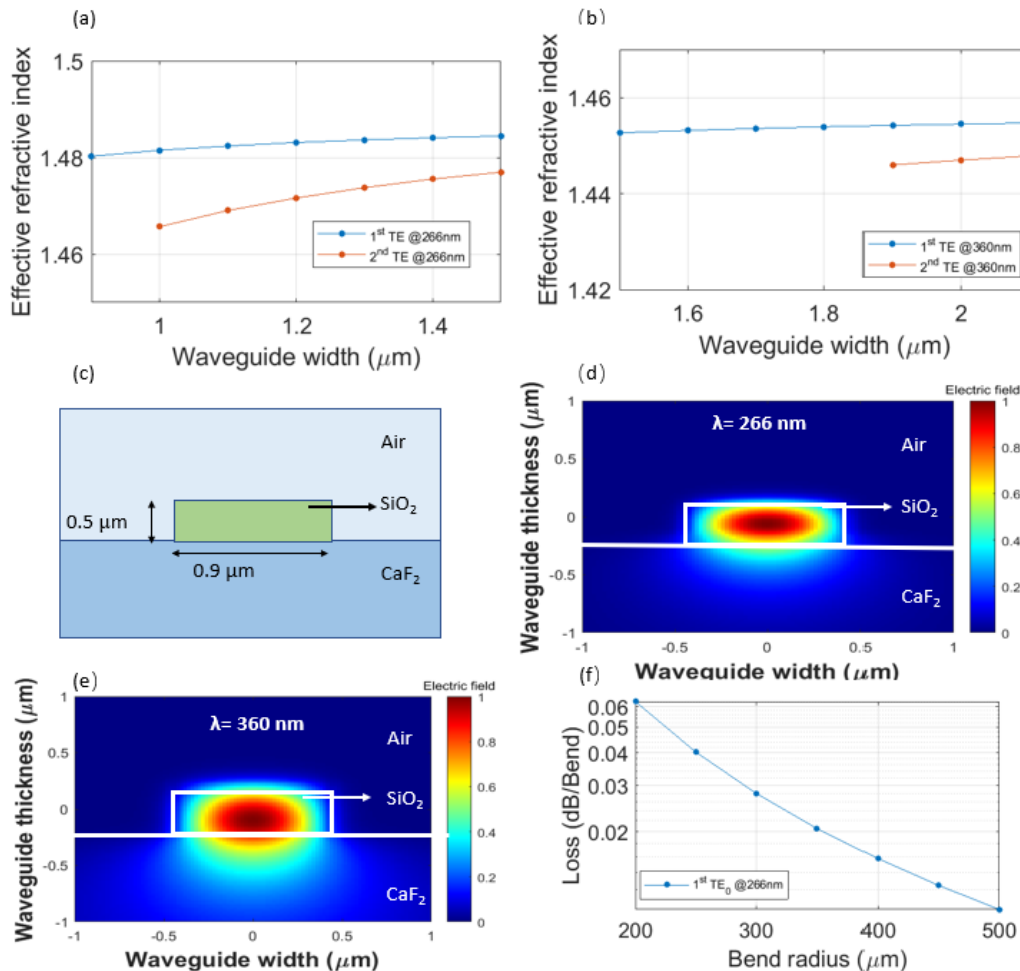 (a)
1.5
1.48
1.46
Effective refractive index
1st TE @266nm
2nd TE @266nm
1
1.2
1.4
Waveguide width (μm)
(b)
1.46
1.44
1.42
Effective refractive index
1st TE @360nm
2nd TE @360nm
1.6
1.8
2
Waveguide width (μm)
(c)
Air
SiO2
0.5 μm
0.9 μm
CaF2
(d)
Electric field
λ= 266 nm
Air
SiO2
CaF2
1
0.5
0
-0.5
-1
Waveguide thickness (μm)
-1
-0.5
0
0.5
1
Waveguide width (μm)
1
0.8
0.6
0.4
0.2
0
(e)
Electric field
λ= 360 nm
Air
SiO2
CaF2
1
0.5
0
-0.5
-1
Waveguide thickness (μm)
-1
-0.5
0
0.5
1
Waveguide width (μm)
1
0.8
0.6
0.4
0.2
0
(f)
0.06
0.05
0.04
0.03
0.02
Loss (dB/Bend)
1st TE0 @266nm
200
300
400
500
Bend radius (μm)